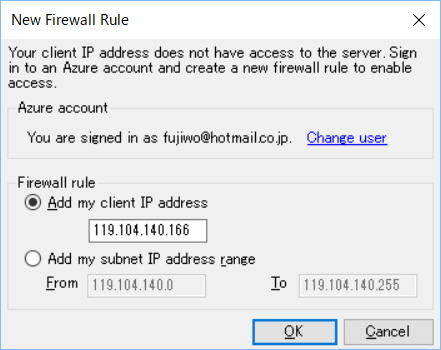 New Firewall Rule
Your client IP address does not have access to the server. Sign
in to an Azure account and create a new firewall rule to enable
access.
Azure account
You are signed in as fujiwo@hotmail.co.jp. Change user
Firewall rule
Add my client IP address
119.104.140.166
Add my subnet IP address range
From 119.104.140.0 To 119.104.140.255
OK Cancel